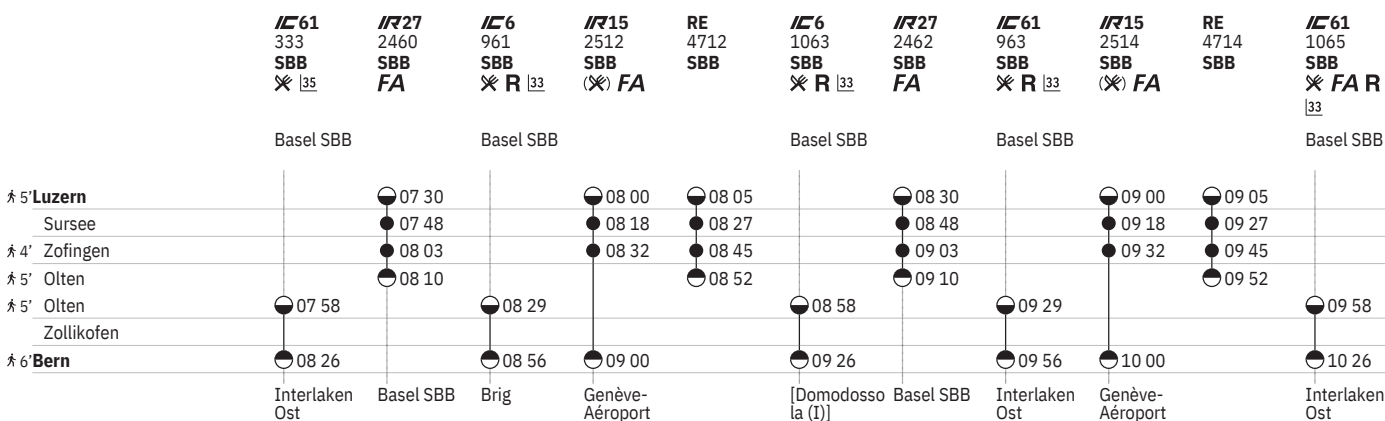 IC61 IR27 IC6 IR15 RE IC6 IR27 IC61 IR15 RE IC61
333 2460 961 2512 4712 1063 2462 963 2514 4714 1065
SBB SBB SBB SBB SBB SBB SBB SBB SBB SBB SBB
35 FA R 33 ( ) FA R 33 FA R 33 ( ) FA FA R
33
Basel SBB Basel SBB Basel SBB Basel SBB Basel SBB
5’ Luzern 07 30 08 00 08 05 08 30 09 00 09 05
Sursee 07 48 08 18 08 27 08 48 09 18 09 27
4’ Zofingen 08 03 08 32 08 45 09 03 09 32 09 45
5’ Olten 08 10 08 52 09 10 09 52
5’ Olten 07 58 08 29 08 58 09 29 09 58
Zollikofen
6’ Bern 08 26 08 56 09 00 09 26 09 56 10 00 10 26
Interlaken Basel SBB Brig Genève- [Domodosso Basel SBB Interlaken Genève- Interlaken
Ost Aéroport la (I)] Ost Aéroport Ost